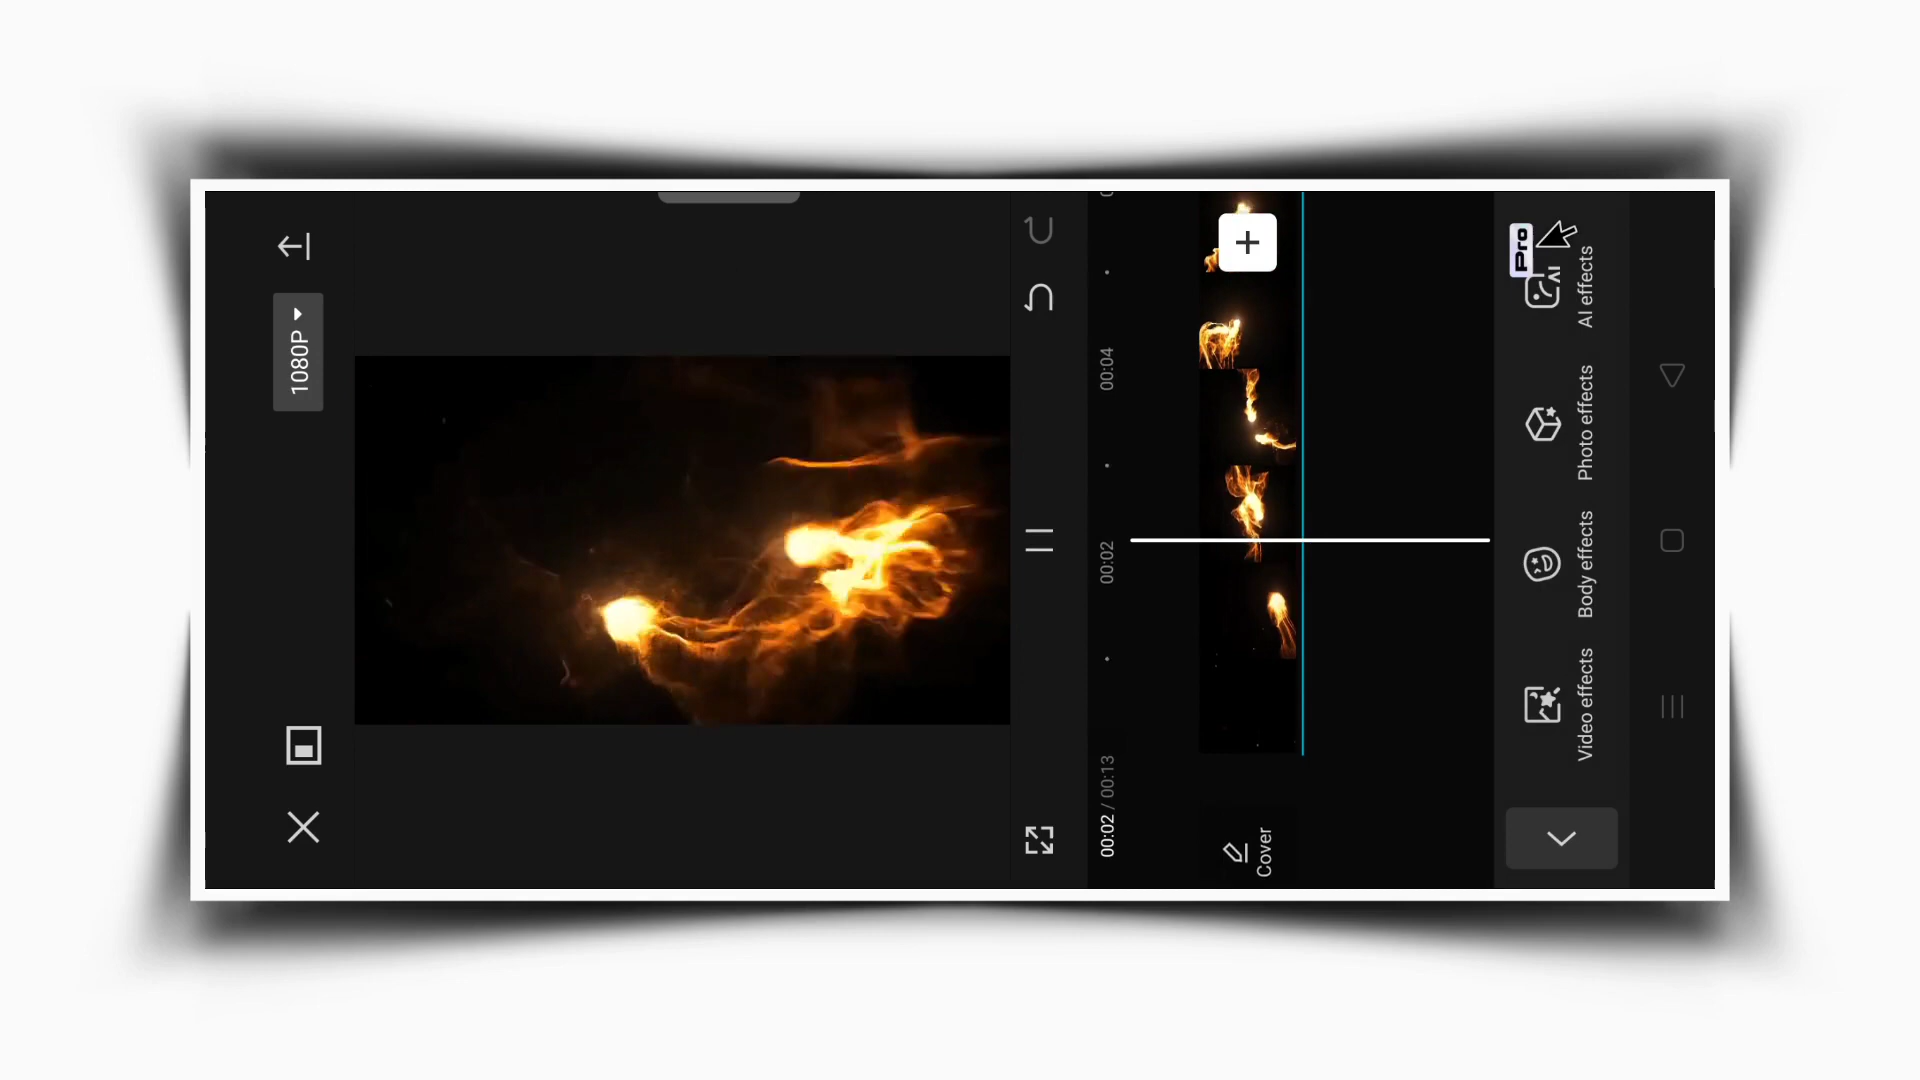 1080P
00:02 / 00:13
00:02
00:04
Cover
Video effects
Body effects
Photo effects
AI effects
Pro